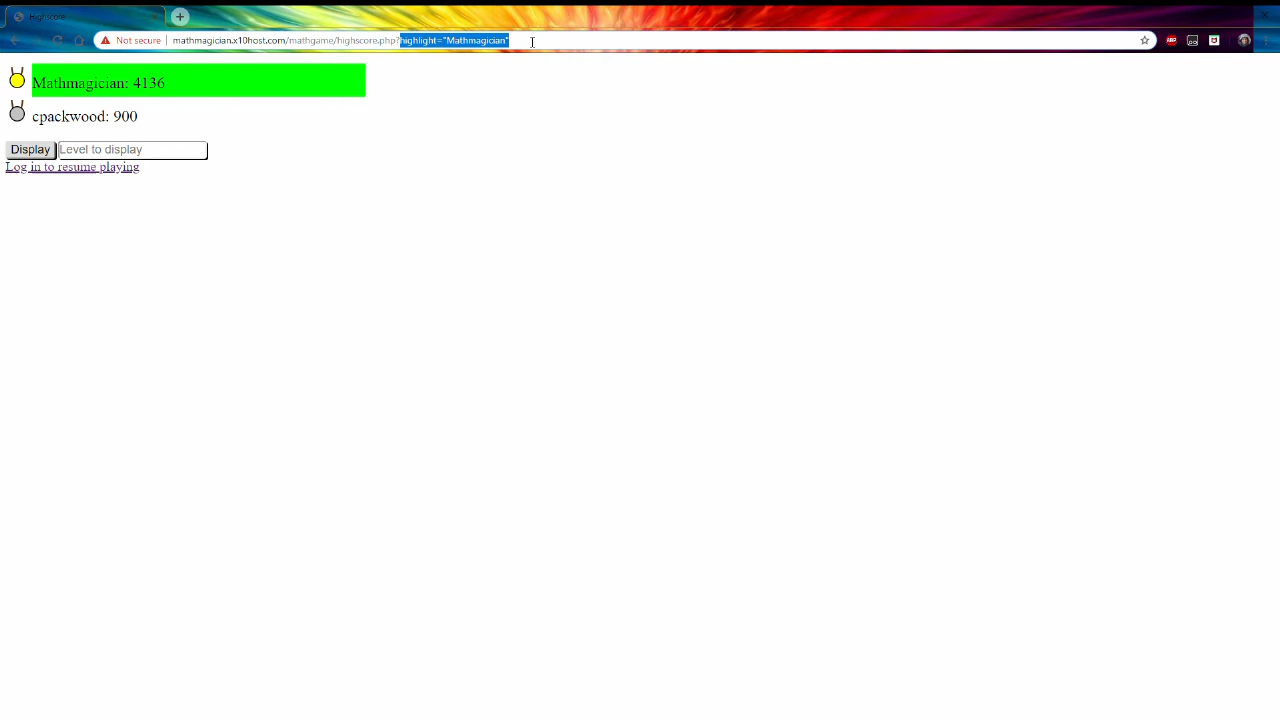 Highscore
Not secure mathmagician.x10host.com/mathgame/highscore.php?highlight="Mathmagician"
Mathmagician: 4136
cpackwood: 900
Display Level to display
Log in to resume playing